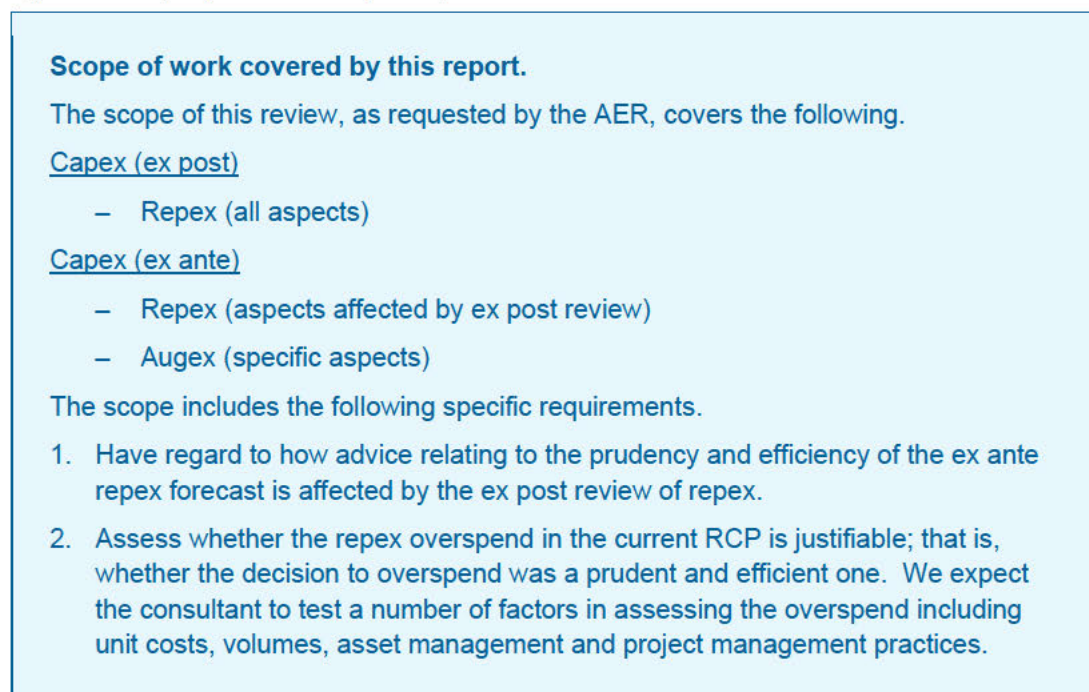 Scope of work covered by this report.
The scope of this review, as requested by the AER, covers the following.
Capex (ex post)
– Repex (all aspects)
Capex (ex ante)
– Repex (aspects affected by ex post review)
– Augex (specific aspects)
The scope includes the following specific requirements.
1. Have regard to how advice relating to the prudency and efficiency of the ex ante
repex forecast is affected by the ex post review of repex.
2. Assess whether the repex overspend in the current RCP is justifiable; that is,
whether the decision to overspend was a prudent and efficient one. We expect
the consultant to test a number of factors in assessing the overspend including
unit costs, volumes, asset management and project management practices.